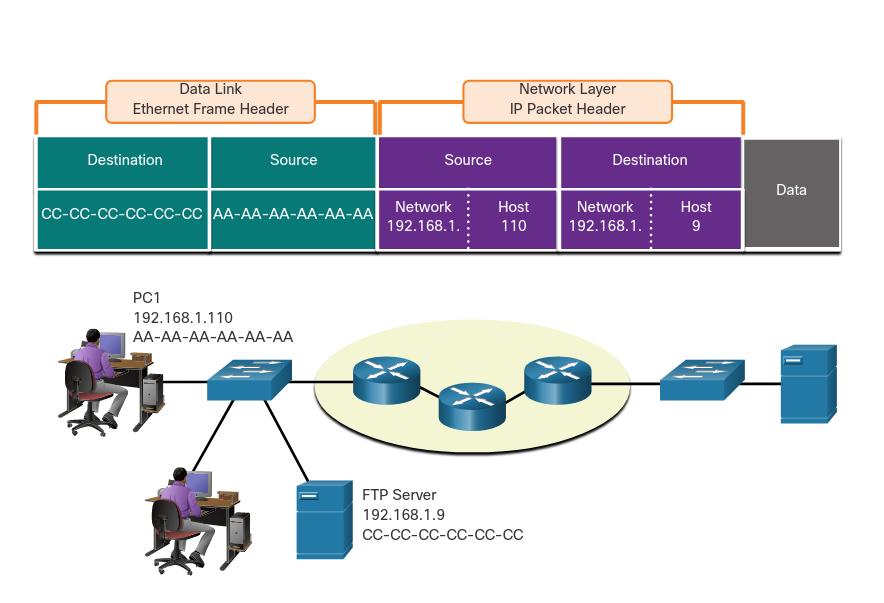 Data Link
Ethernet Frame Header
Network Layer
IP Packet Header
Destination
Source
Source
Destination
Data
CC-CC-CC-CC-CC-CC
AA-AA-AA-AA-AA-AA
Network
192.168.1.
Host
110
Network
192.168.1.
Host
9
PC1
192.168.1.110
AA-AA-AA-AA-AA-AA
FTP Server
192.168.1.9
CC-CC-CC-CC-CC-CC